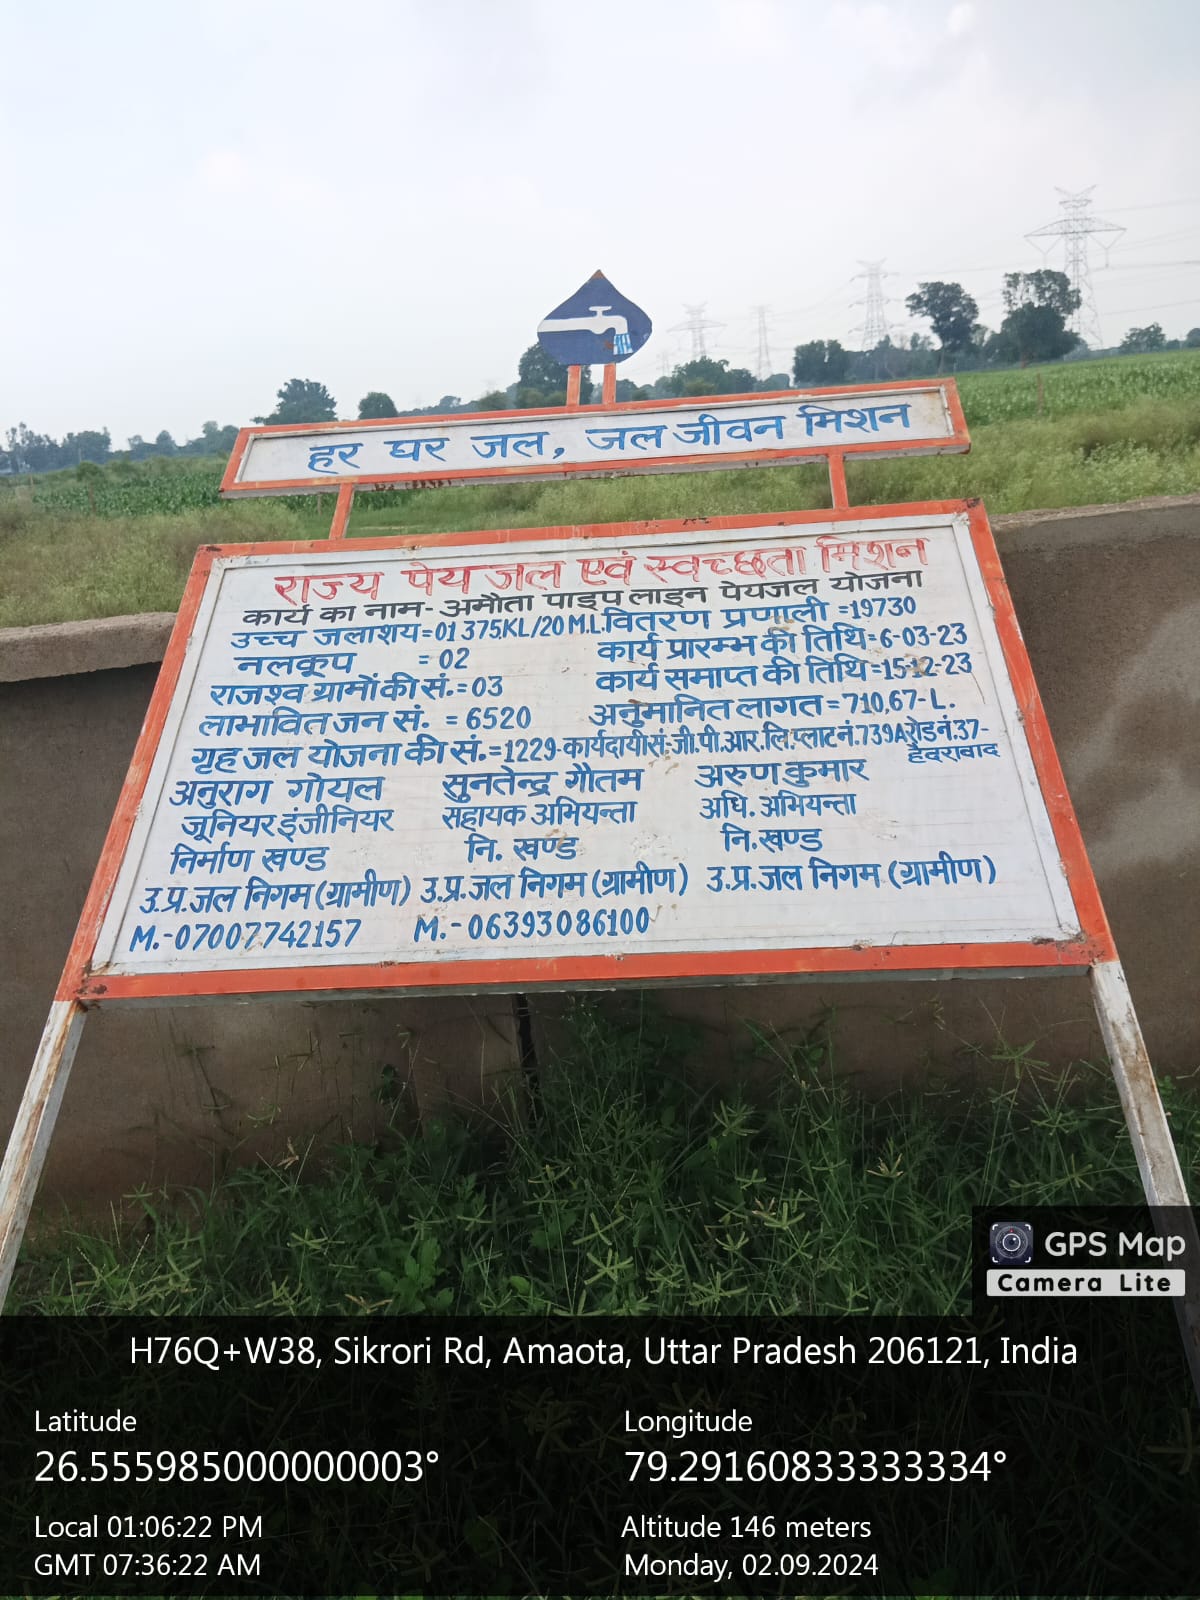 हर घर जल, जल जीवन मिशन
राज्य पेयजल एवं स्वच्छता मिशन
कार्य का नाम- अमौता पाइप लाइन पेयजल योजना
उच्च जलाशय=01 375.KL/20 M.L. वितरण प्रणाली =19730
नलकूप = 02 कार्य प्रारम्भ की तिथि=6-03-23
राजश्व ग्रामों की सं.=03 कार्य समाप्त की तिथि=15-12-23
लाभावित जन सं. = 6520 अनुमानित लागत=710,67-L.
गृह जल योजना की सं.=1229-कार्यदायी सं:-जी.पी.आर.लि.प्लाट नं.739A रोड नं.37-
हैदराबाद
अनुराग गोयल सुनतेन्द्र गौतम अरुण कुमार
जूनियर इंजीनियर सहायक अभियन्ता अधि. अभियन्ता
निर्माण खण्ड नि. खण्ड नि.खण्ड
उ.प्र.जल निगम (ग्रामीण) उ.प्र.जल निगम (ग्रामीण) उ.प्र.जल निगम (ग्रामीण)
M.-07007742157 M.-06393086100
GPS Map
Camera Lite
H76Q+W38, Sikrori Rd, Amaota, Uttar Pradesh 206121, India
Latitude Longitude
26.555985000000003° 79.29160833333334°
Local 01:06:22 PM Altitude 146 meters
GMT 07:36:22 AM Monday, 02.09.2024